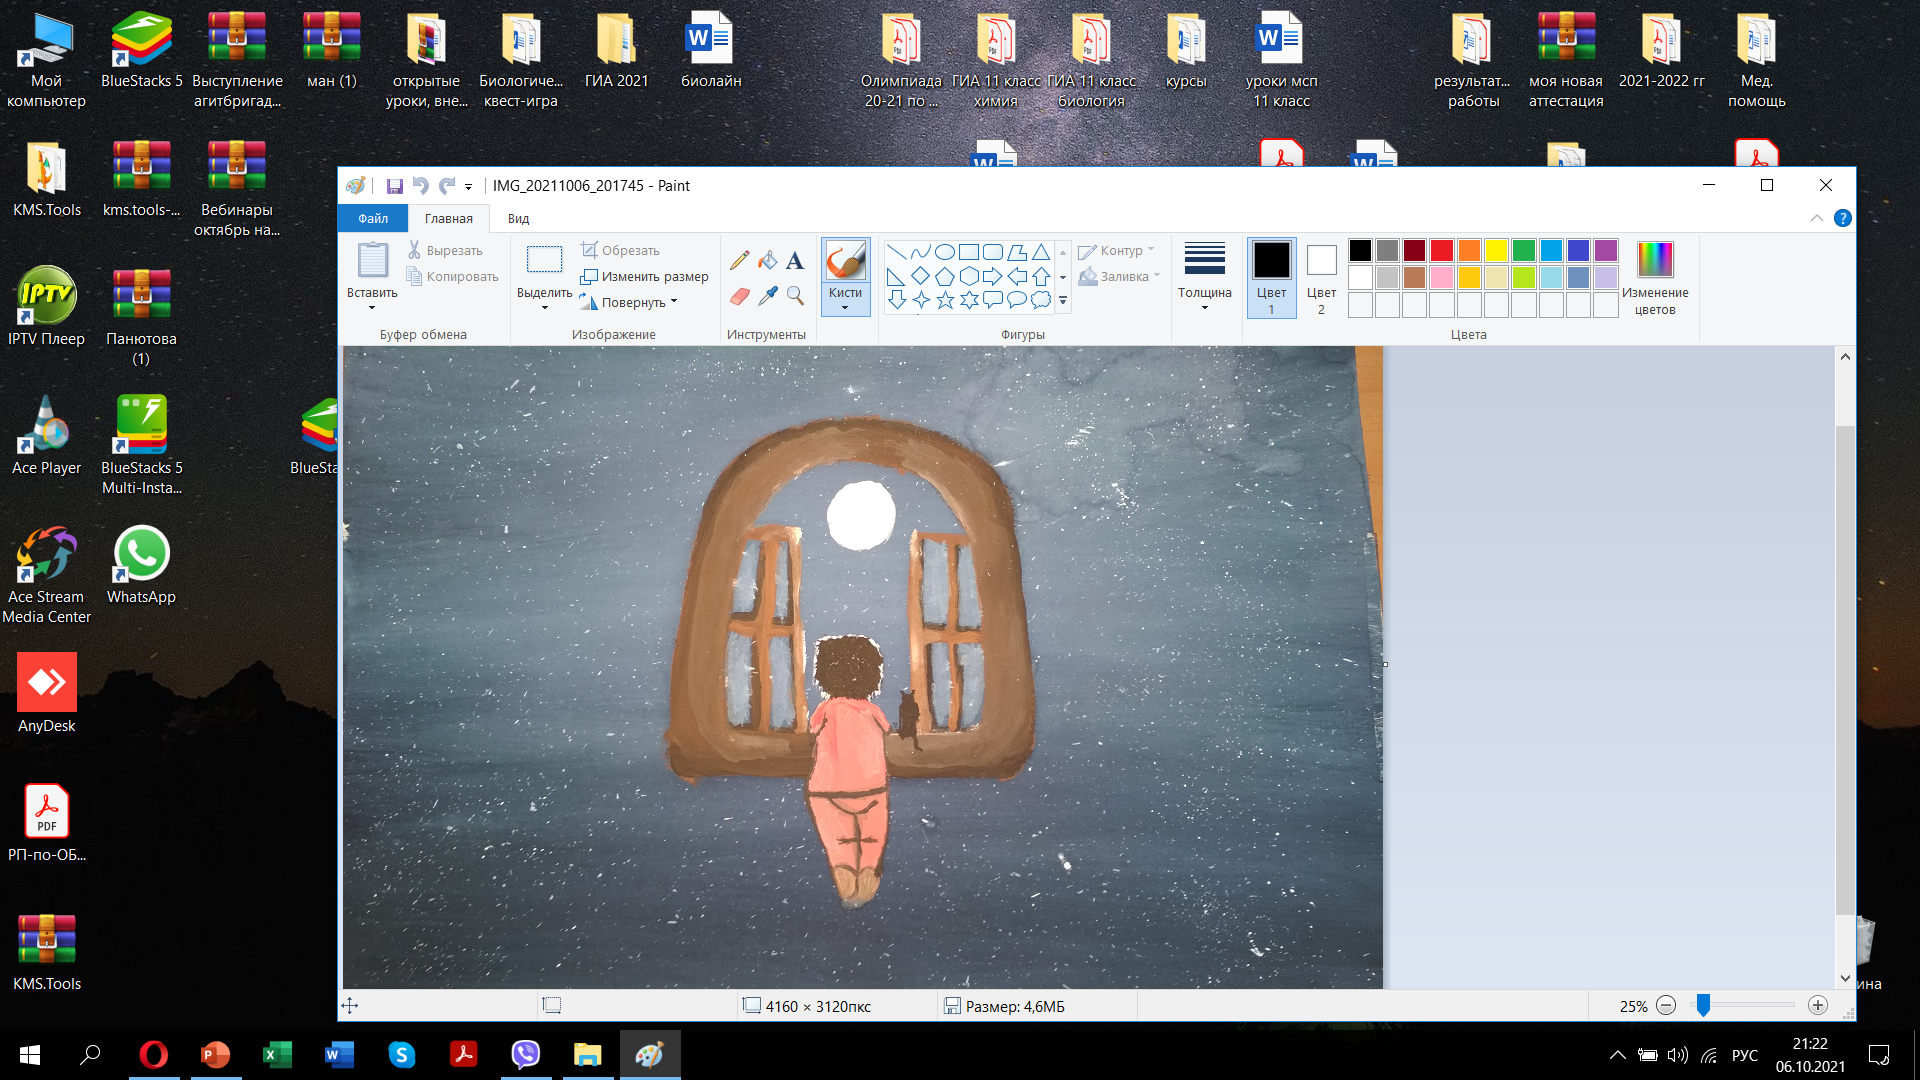 Мой
компьютер
BlueStacks 5
Выступление
агитбригад...
ман (1)
открытые
уроки, вне...
Биологиче...
квест-игра
ГИА 2021
биолайн
Олимпиада
20-21 по ...
ГИА 11 класс
химия
ГИА 11 класс
биология
курсы
уроки мсп
11 класс
результат...
работы
моя новая
аттестация
2021-2022 гг
Мед.
помощь
KMS.Tools
kms.tools-...
Вебинары
октябрь на...
IPTV
IPTV Плеер
Панютова
(1)
Ace Player
BlueStacks 5
Multi-Insta...
BlueSta
Ace Stream
Media Center
WhatsApp
AnyDesk
PDF
РП-по-ОБ...
KMS.Tools
ина
IMG_20211006_201745 - Paint
Файл
Главная
Вид
Вставить
Вырезать
Копировать
Буфер обмена
Выделить
Обрезать
Изменить размер
Повернуть
Изображение
Инструменты
Кисти
Контур
Заливка
Фигуры
Толщина
Цвет
1
Цвет
2
Изменение
цветов
Цвета
4160 × 3120пкс
Размер: 4,6МБ
25%
РУС
21:22
06.10.2021